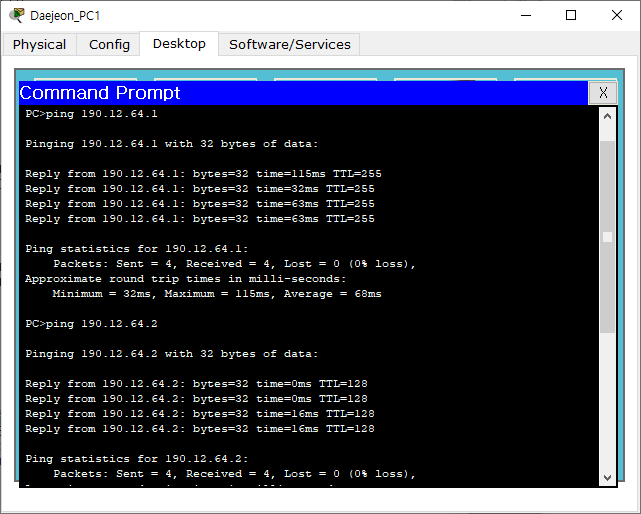 Daejeon_PC1
Physical Config Desktop Software/Services
Command Prompt X
PC>ping 190.12.64.1
Pinging 190.12.64.1 with 32 bytes of data:
Reply from 190.12.64.1: bytes=32 time=115ms TTL=255
Reply from 190.12.64.1: bytes=32 time=32ms TTL=255
Reply from 190.12.64.1: bytes=32 time=63ms TTL=255
Reply from 190.12.64.1: bytes=32 time=63ms TTL=255
Ping statistics for 190.12.64.1:
Packets: Sent = 4, Received = 4, Lost = 0 (0% loss),
Approximate round trip times in milli-seconds:
Minimum = 32ms, Maximum = 115ms, Average = 68ms
PC>ping 190.12.64.2
Pinging 190.12.64.2 with 32 bytes of data:
Reply from 190.12.64.2: bytes=32 time=0ms TTL=128
Reply from 190.12.64.2: bytes=32 time=0ms TTL=128
Reply from 190.12.64.2: bytes=32 time=16ms TTL=128
Reply from 190.12.64.2: bytes=32 time=16ms TTL=128
Ping statistics for 190.12.64.2:
Packets: Sent = 4, Received = 4, Lost = 0 (0% loss),